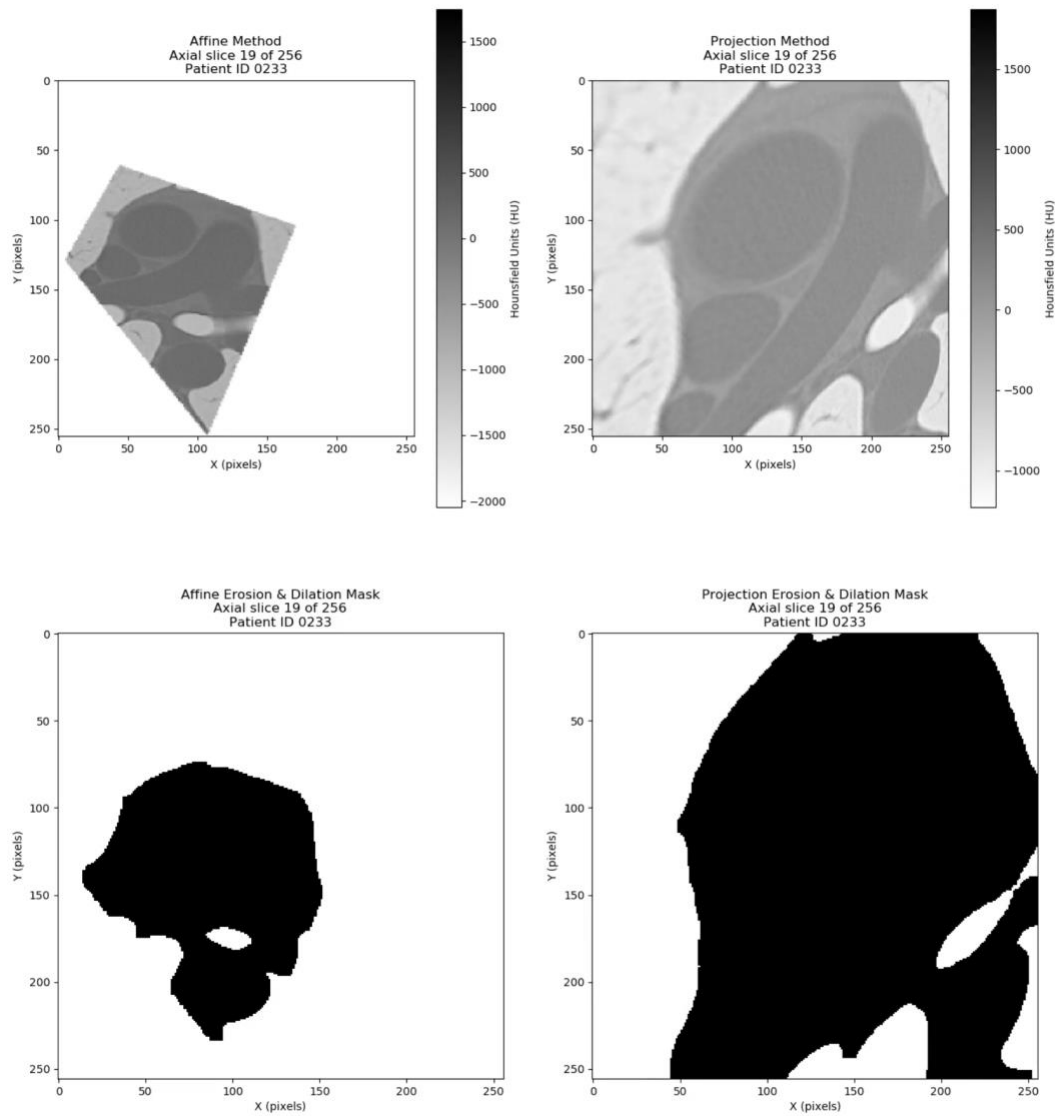 Affine Method
Axial slice 19 of 256
Patient ID 0233
0
50
100
150
200
250
Y (pixels)
0 50 100 150 200 250
X (pixels)
1500
1000
500
0
−500
−1000
−1500
−2000
Hounsfield Units (HU)
Projection Method
Axial slice 19 of 256
Patient ID 0233
0
50
100
150
200
250
Y (pixels)
0 50 100 150 200 250
X (pixels)
1500
1000
500
0
−500
−1000
Hounsfield Units (HU)
Affine Erosion & Dilation Mask
Axial slice 19 of 256
Patient ID 0233
0
50
100
150
200
250
Y (pixels)
0 50 100 150 200 250
X (pixels)
Projection Erosion & Dilation Mask
Axial slice 19 of 256
Patient ID 0233
0
50
100
150
200
250
Y (pixels)
0 50 100 150 200 250
X (pixels)